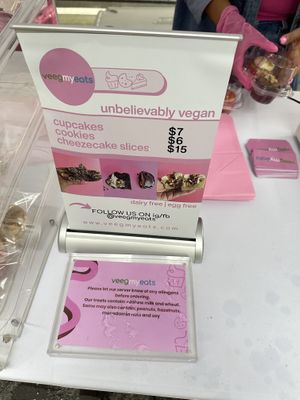 veegmyeats
unbelievably vegan
cupcakes $7
cookies $6
cheezecake slices $15
dairy free | egg free
FOLLOW US ON ig/fb
@veegmyeats
www.veegmyeats.com
veegmyeats
Please let our server know of any allergens
before ordering.
Our treats contain milk and wheat.
Some may also contain peanuts, hazelnuts,
macadamia nuts and soy